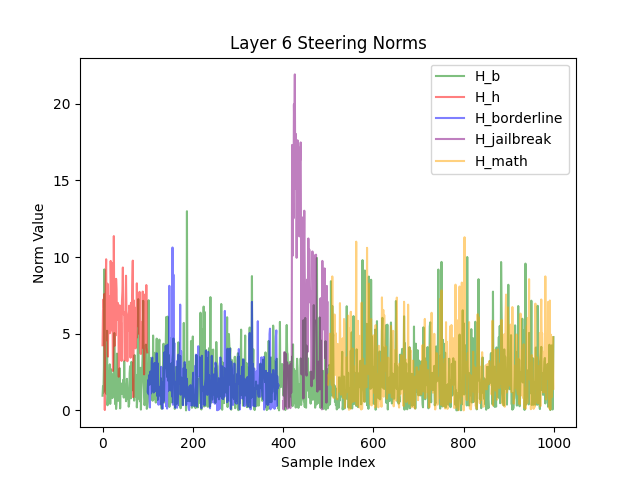 Layer 6 Steering Norms
H_b
H_h
H_borderline
H_jailbreak
H_math
Norm Value
20
15
10
5
0
0 200 400 600 800 1000
Sample Index